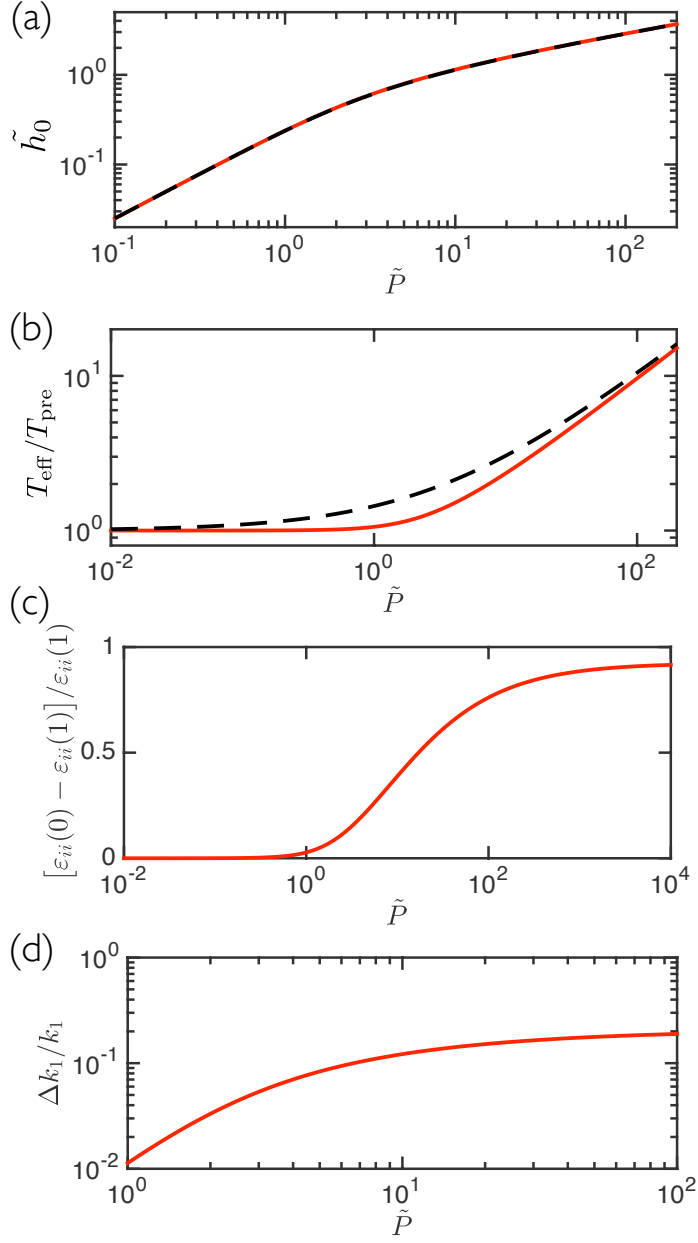 (a)
h̃₀
10⁰
10⁻¹
10⁻¹ 10⁰ 10¹ 10²
P̃
(b)
T_eff/T_pre
10¹
10⁰
10⁻² 10⁰ 10²
P̃
(c)
[ε_ii(0) − ε_ii(1)]/ε_ii(1)
1
0.5
0
10⁻² 10⁰ 10² 10⁴
P̃
(d)
Δk₁/k₁
10⁰
10⁻¹
10⁻²
10⁰ 10¹ 10²
P̃